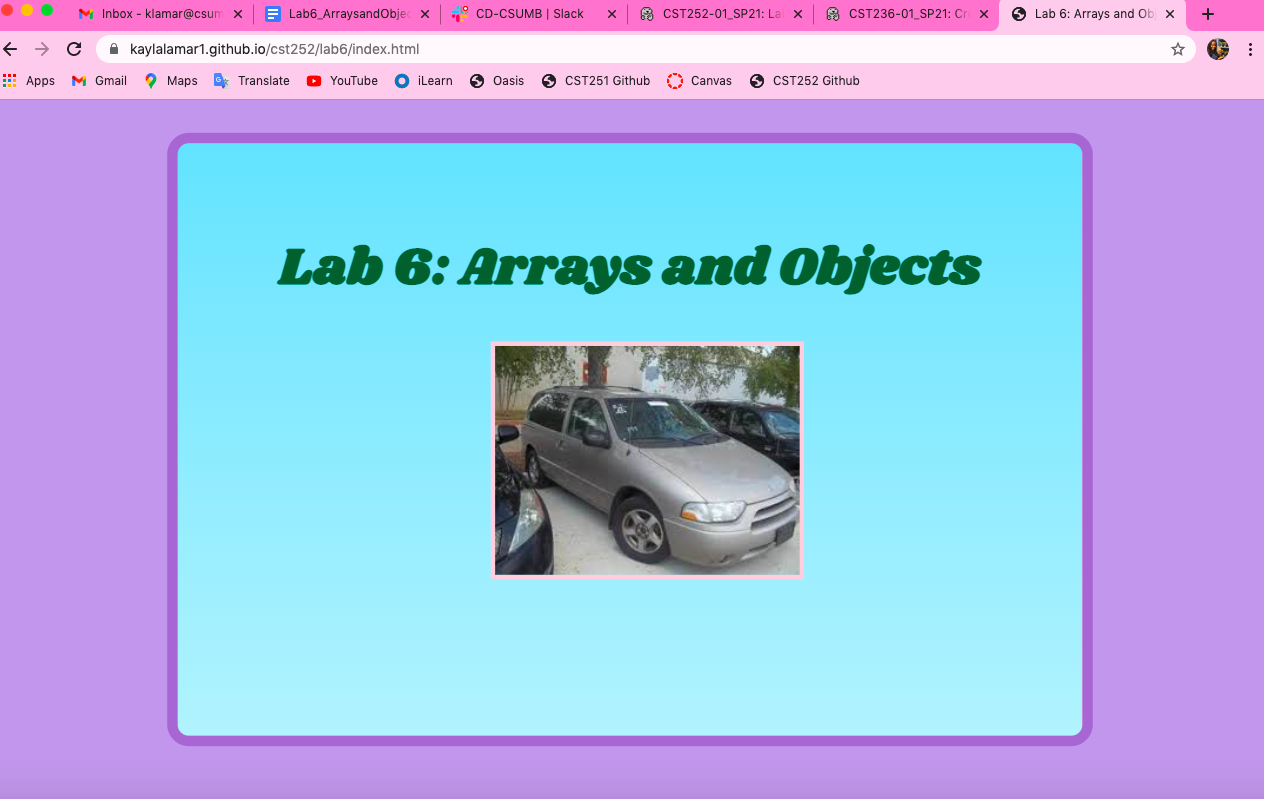 Inbox - klamar@csum
Lab6_ArraysandObjec
CD-CSUMB | Slack
CST252-01_SP21: La
CST236-01_SP21: Cr
Lab 6: Arrays and Ob
kaylalamar1.github.io/cst252/lab6/index.html
Apps
Gmail
Maps
Translate
YouTube
iLearn
Oasis
CST251 Github
Canvas
CST252 Github
Lab 6: Arrays and Objects